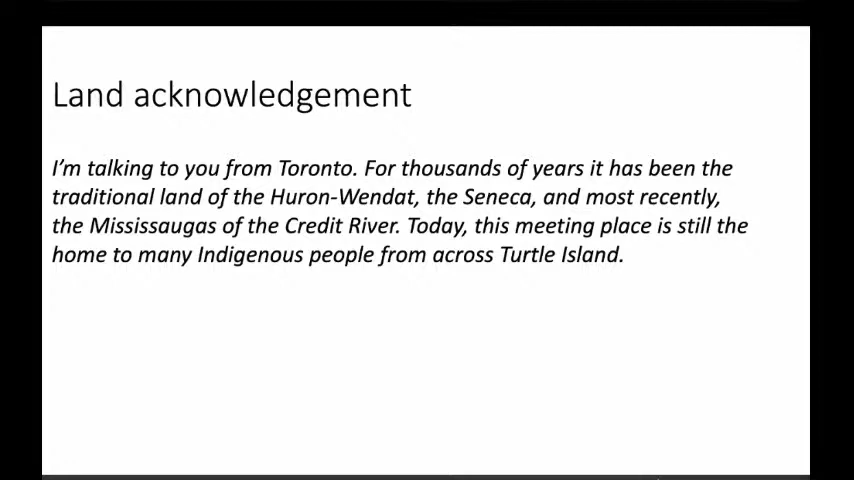 Land acknowledgement
I'm talking to you from Toronto. For thousands of years it has been the
traditional land of the Huron-Wendat, the Seneca, and most recently,
the Mississaugas of the Credit River. Today, this meeting place is still the
home to many Indigenous people from across Turtle Island.